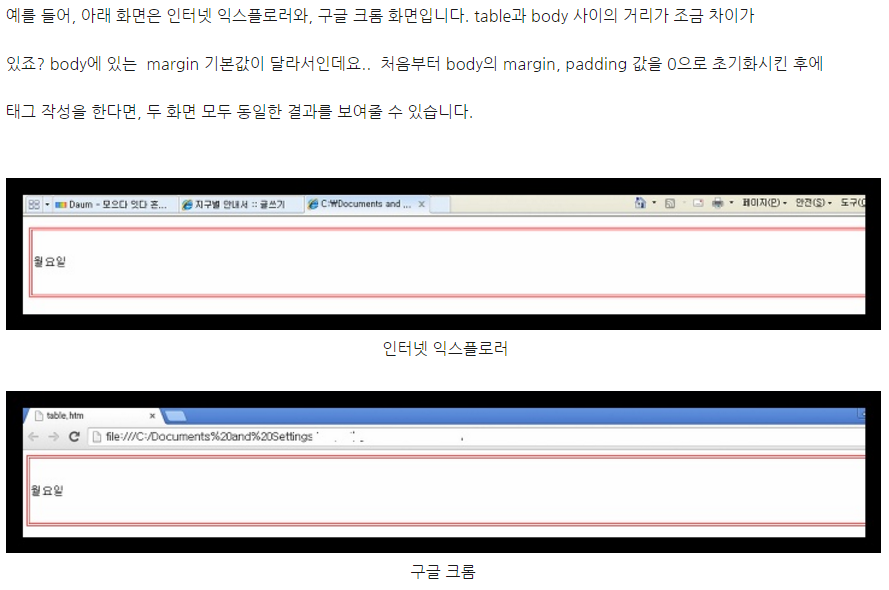 예를 들어, 아래 화면은 인터넷 익스플로러와, 구글 크롬 화면입니다. table과 body 사이의 거리가 조금 차이가
있죠? body에 있는 margin 기본값이 달라서인데요.. 처음부터 body의 margin, padding 값을 0으로 초기화시킨 후에
태그 작성을 한다면, 두 화면 모두 동일한 결과를 보여줄 수 있습니다.
Daum - 모으다 잇다 흔... 지구별 안내서 :: 글쓰기 C:₩Documents and ... x 페이지(P) 안전(S) 도구(O
월요일
인터넷 익스플로러
table.htm x
file:///C:/Documents%20and%20Settings
월요일
구글 크롬